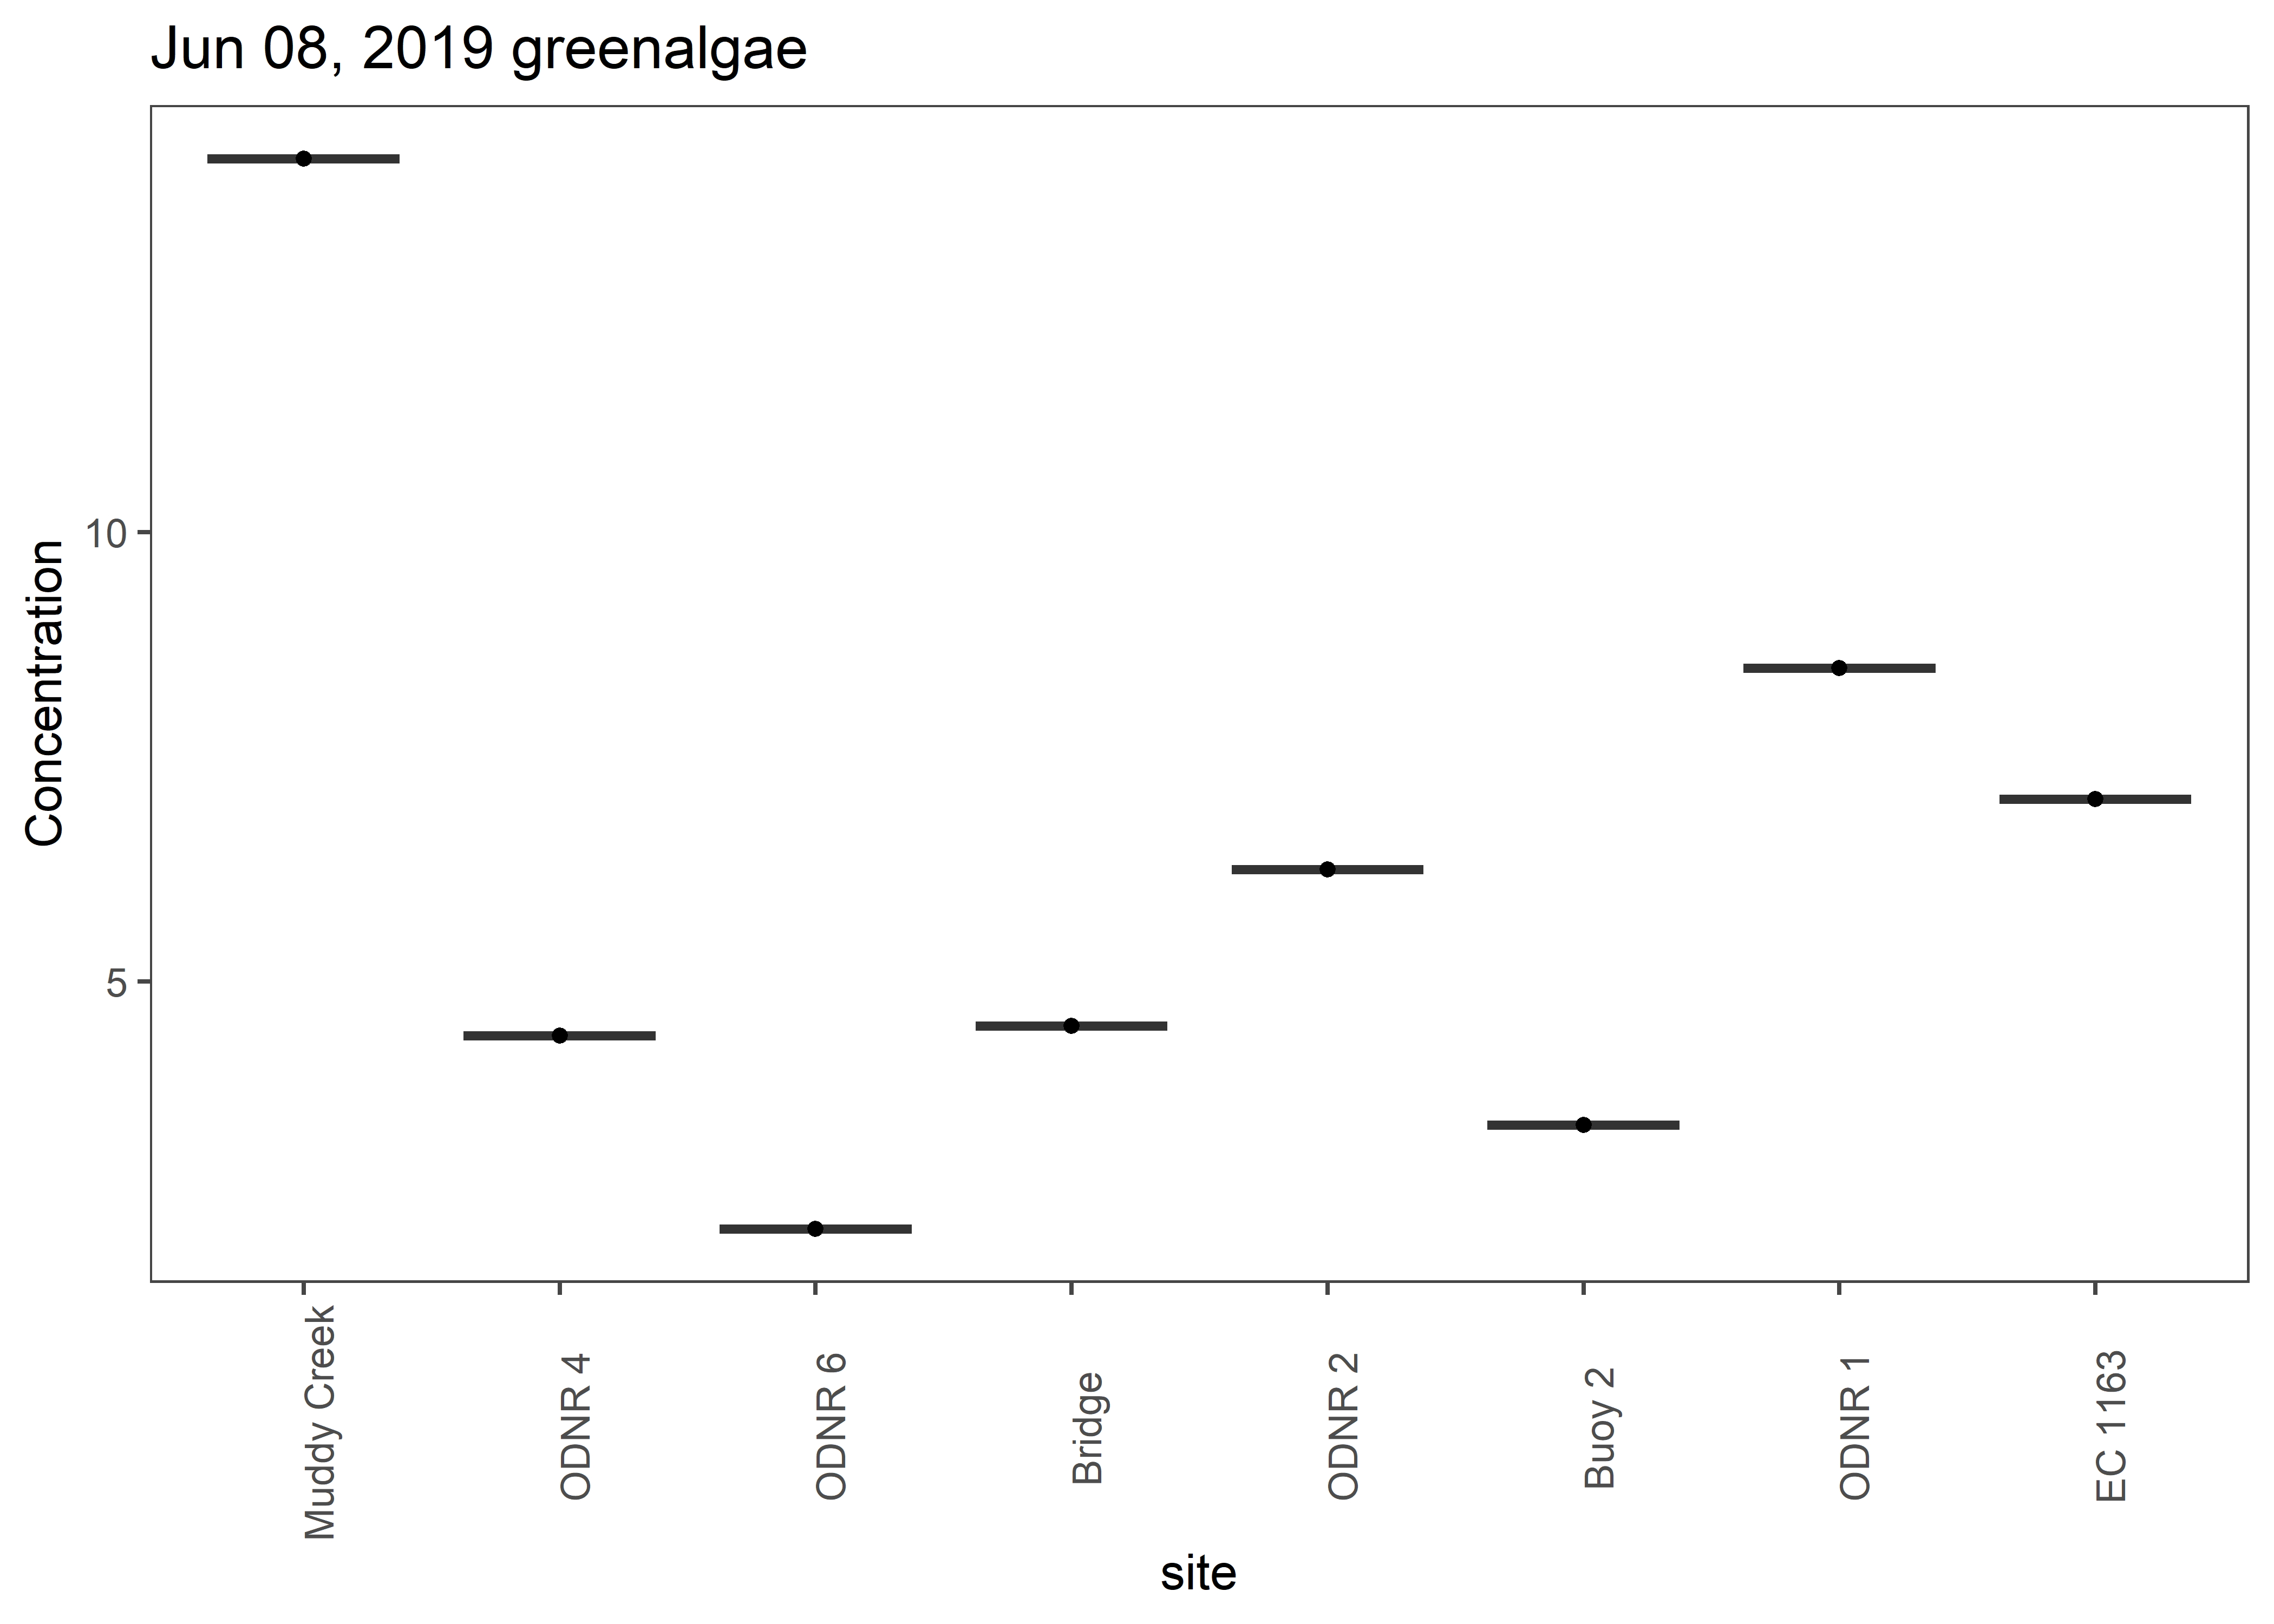 Jun 08, 2019 greenalgae
Concentration
10
5
Muddy Creek
ODNR 4
ODNR 6
Bridge
ODNR 2
Buoy 2
ODNR 1
EC 1163
site